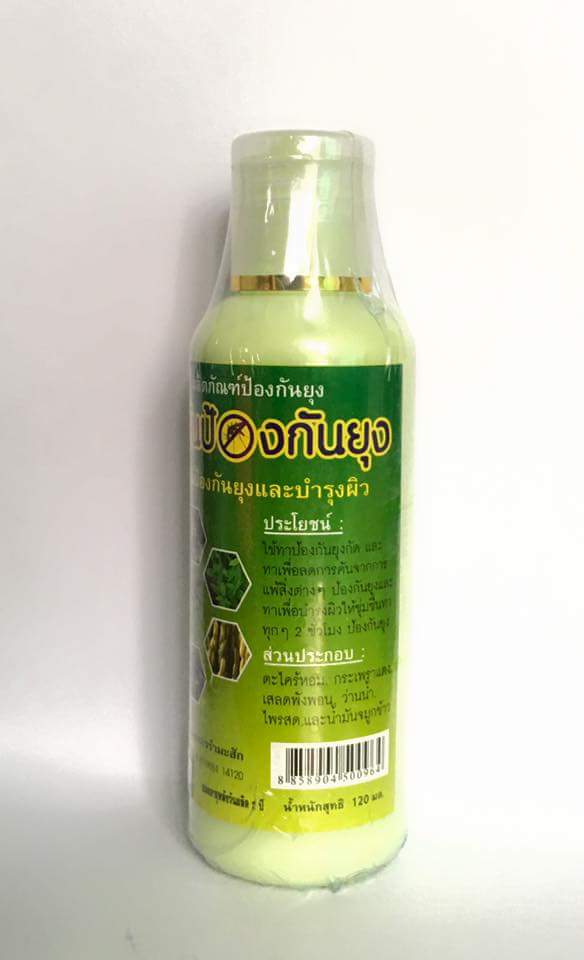 ผลิตภัณฑ์ป้องกันยุง
ป้องกันยุง
ป้องกันยุงและบำรุงผิว
ประโยชน์ :
ใช้ทาป้องกันยุงกัด และ
ทาเพื่อลดการคันจากการ
แพ้สิ่งต่างๆ ป้องกันยุงและ
ทาเพื่อบำรุงผิวให้ชุ่มชื่นทา
ทุกๆ 2 ชั่วโมง ป้องกันยุง
ส่วนประกอบ :
ตะไคร้หอม, กระเพราแดง,
เสลดพังพอน, ว่านน้ำ,
ไพรสด,และน้ำมันจมูกข้าว
8 858904 500964
14120
น้ำหนักสุทธิ 120 มล.